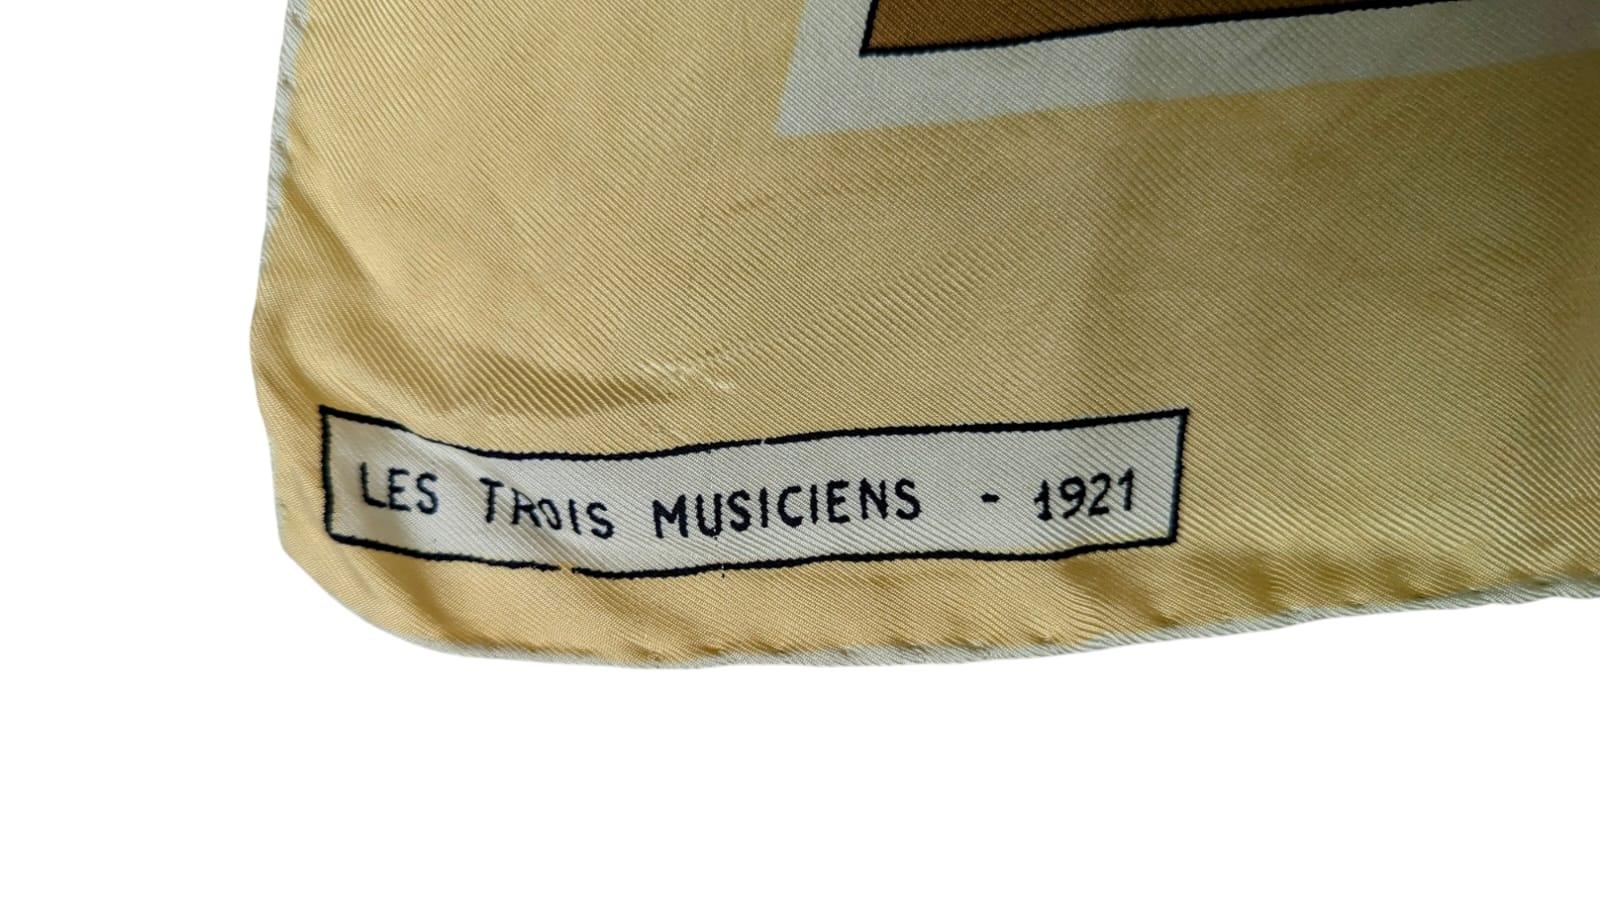 LES TROIS MUSICIENS - 1921